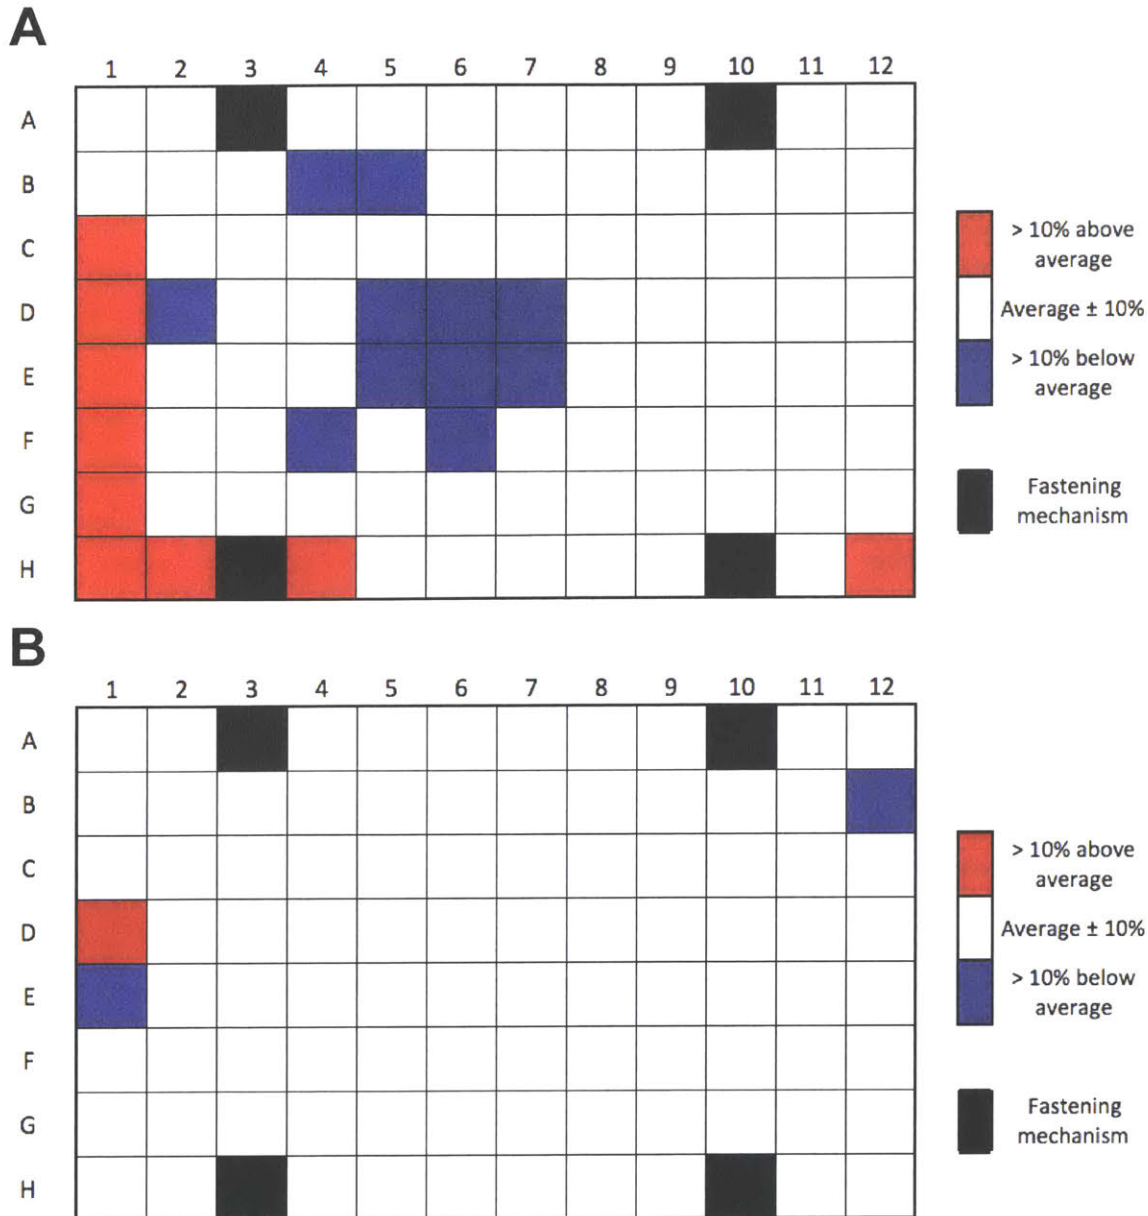 A
1 2 3 4 5 6 7 8 9 10 11 12
A
B
C
D
E
F
G
H
> 10% above
average
Average ± 10%
> 10% below
average
Fastening
mechanism
B
1 2 3 4 5 6 7 8 9 10 11 12
A
B
C
D
E
F
G
H
> 10% above
average
Average ± 10%
> 10% below
average
Fastening
mechanism